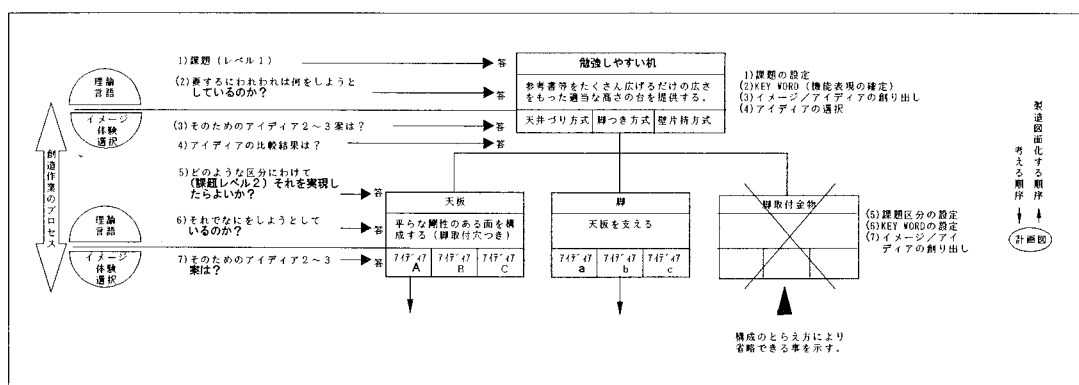 1)課題(レベル1)
答
(2)要するにわれわれは何をしようと
しているのか?
答
(3)そのためのアイディア2~3案は?
答
4)アイディアの比較結果は?
答
5)どのような区分にわけて
(課題レベル2)それを実現し
たらよいか?
答
6)それでなにをしようとして
いるのか?
答
7)そのためのアイディア2~3
案は?
答
理論
言語
イメージ
体験
選択
創造作業のプロセス
理論
言語
イメージ
体験
選択
勉強しやすい机
参考書等をたくさん広げるだけの広さ
をもった適当な高さの台を提供する。
天井づり方式 脚つき方式 壁片持方式
天板
平らな剛性のある面を構
成する(脚取付穴つき)
アイディア アイディア アイディア
A B C
脚
天板を支える
アイディア アイディア アイディア
a b c
脚取付金物
構成のとらえ方により
省略できる事を示す。
1)課題の設定
(2)KEY WORD(機能表現の確定)
(3)イメージ/アイディアの創り出し
(4)アイディアの選択
(5)課題区分の設定
(6)KEY WORDの設定
(7)イメージ/アイ
ディアの創り出し
製造図面化する順序
考える順序
計画図